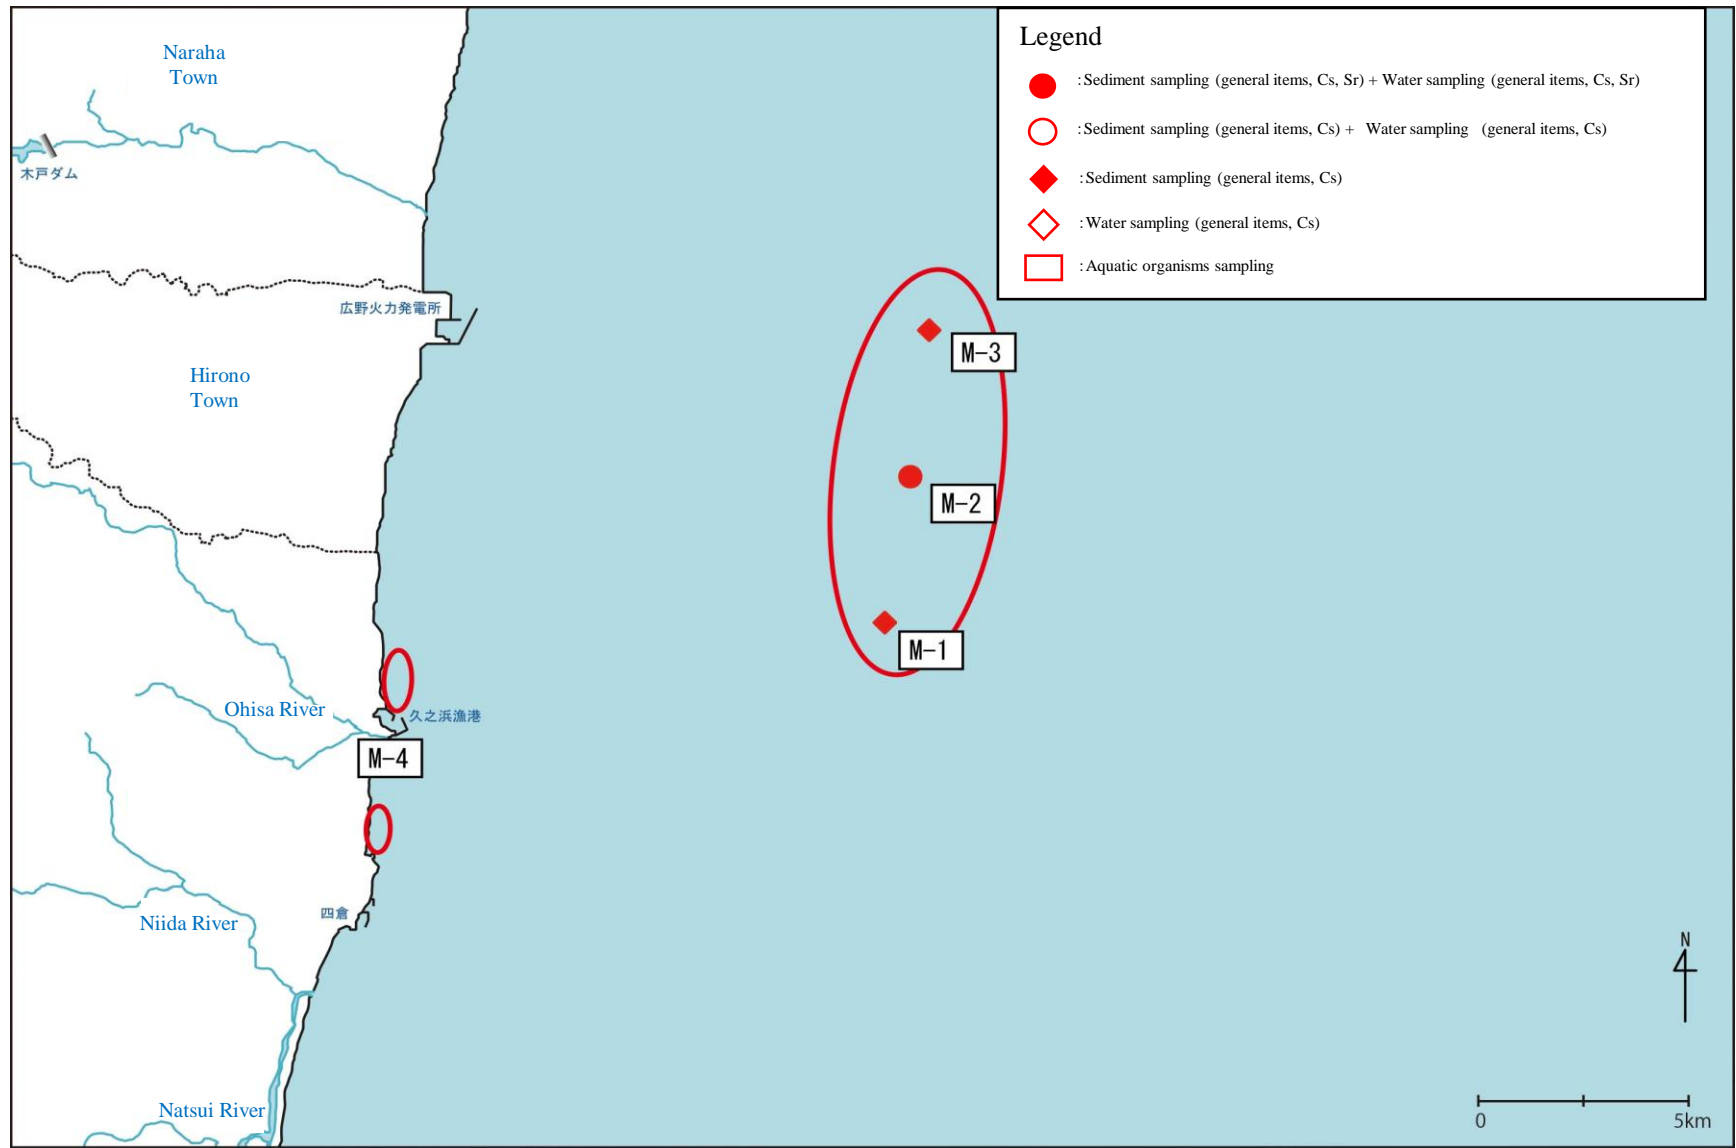 Legend
:Sediment sampling (general items, Cs, Sr) + Water sampling (general items, Cs, Sr)
:Sediment sampling (general items, Cs) + Water sampling (general items, Cs)
:Sediment sampling (general items, Cs)
:Water sampling (general items, Cs)
:Aquatic organisms sampling
Naraha
Town
木戸ダム
広野火力発電所
Hirono
Town
M-3
M-2
M-1
Ohisa River
久之浜漁港
M-4
Niida River
四倉
Natsui River
N
0
5km